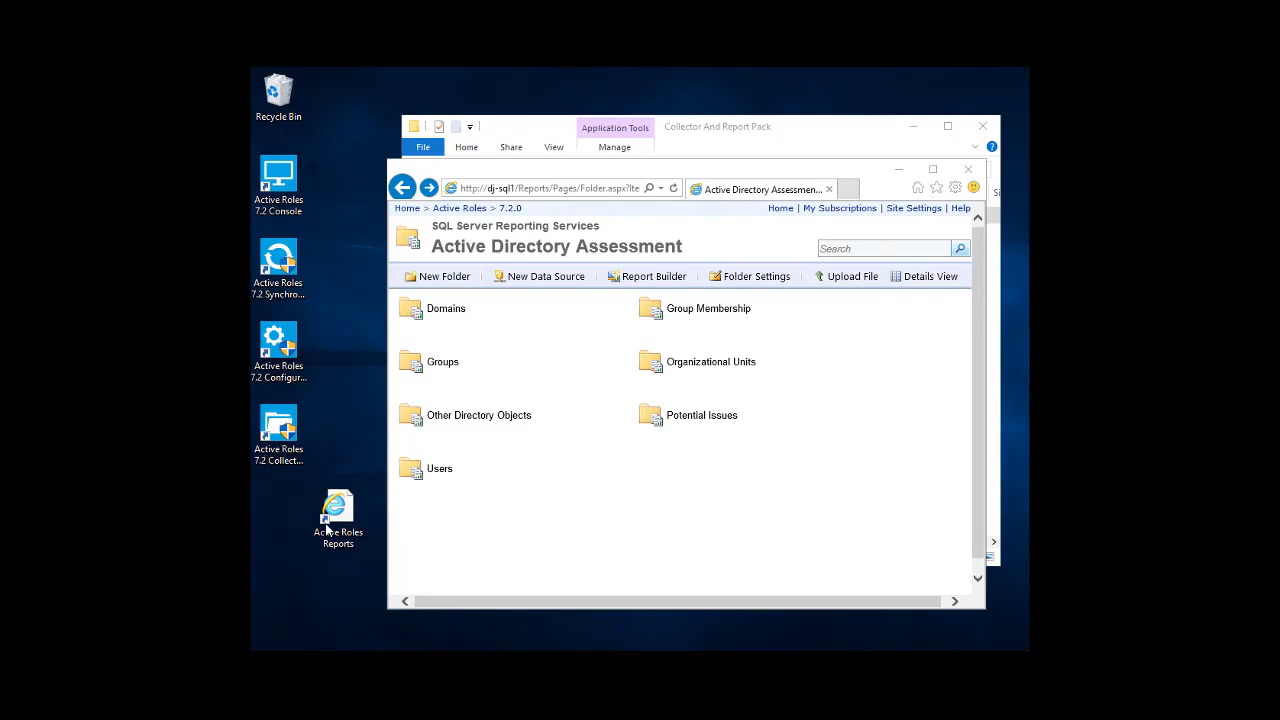 Recycle Bin
Active Roles
7.2 Console
Active Roles
7.2 Synchro...
Active Roles
7.2 Configur...
Active Roles
7.2 Collect...
Active Roles
Reports
Application Tools
Collector And Report Pack
File Home Share View Manage
http://dj-sql1/Reports/Pages/Folder.aspx?Ite
Active Directory Assessmen...
Home > Active Roles > 7.2.0
Home | My Subscriptions | Site Settings | Help
SQL Server Reporting Services
Active Directory Assessment
Search
New Folder New Data Source Report Builder Folder Settings Upload File Details View
Domains
Group Membership
Groups
Organizational Units
Other Directory Objects
Potential Issues
Users